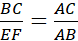 BC/EF = AC/AB